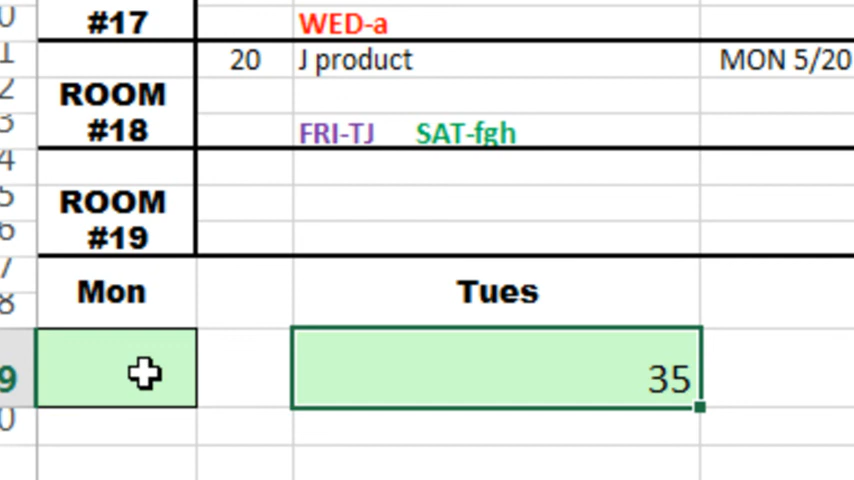 #17 WED-a
20 J product MON 5/20
ROOM
#18 FRI-TJ SAT-fgh
ROOM
#19
Mon Tues
35